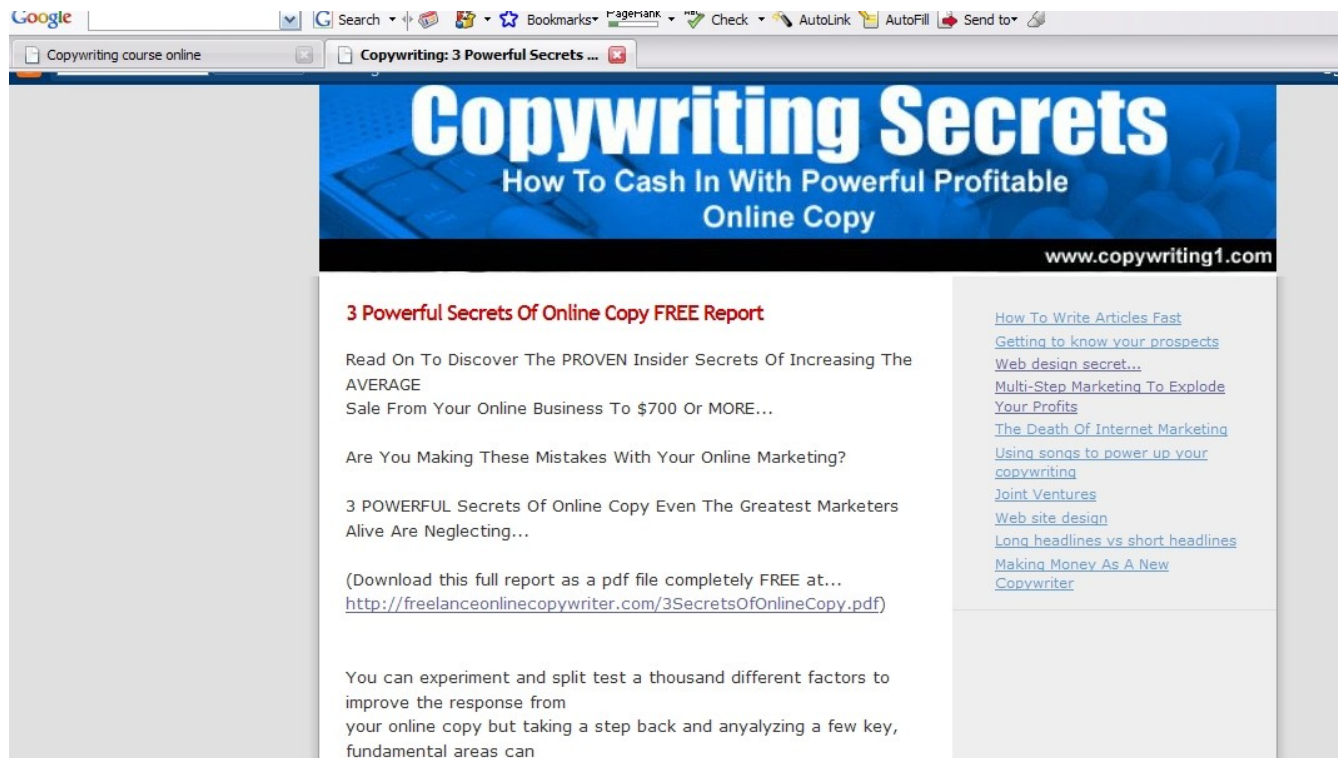 Google
Search
Bookmarks
PageRank
Check
AutoLink
AutoFill
Send to
Copywriting course online
Copywriting: 3 Powerful Secrets ...
Copywriting Secrets
How To Cash In With Powerful Profitable
Online Copy
www.copywriting1.com
3 Powerful Secrets Of Online Copy FREE Report
Read On To Discover The PROVEN Insider Secrets Of Increasing The
AVERAGE
Sale From Your Online Business To $700 Or MORE...
Are You Making These Mistakes With Your Online Marketing?
3 POWERFUL Secrets Of Online Copy Even The Greatest Marketers
Alive Are Neglecting...
(Download this full report as a pdf file completely FREE at...
http://freelanceonlinecopywriter.com/3SecretsOfOnlineCopy.pdf)
You can experiment and split test a thousand different factors to
improve the response from
your online copy but taking a step back and anyalyzing a few key,
fundamental areas can
How To Write Articles Fast
Getting to know your prospects
Web design secret...
Multi-Step Marketing To Explode
Your Profits
The Death Of Internet Marketing
Using songs to power up your
copywriting
Joint Ventures
Web site design
Long headlines vs short headlines
Making Money As A New
Copywriter